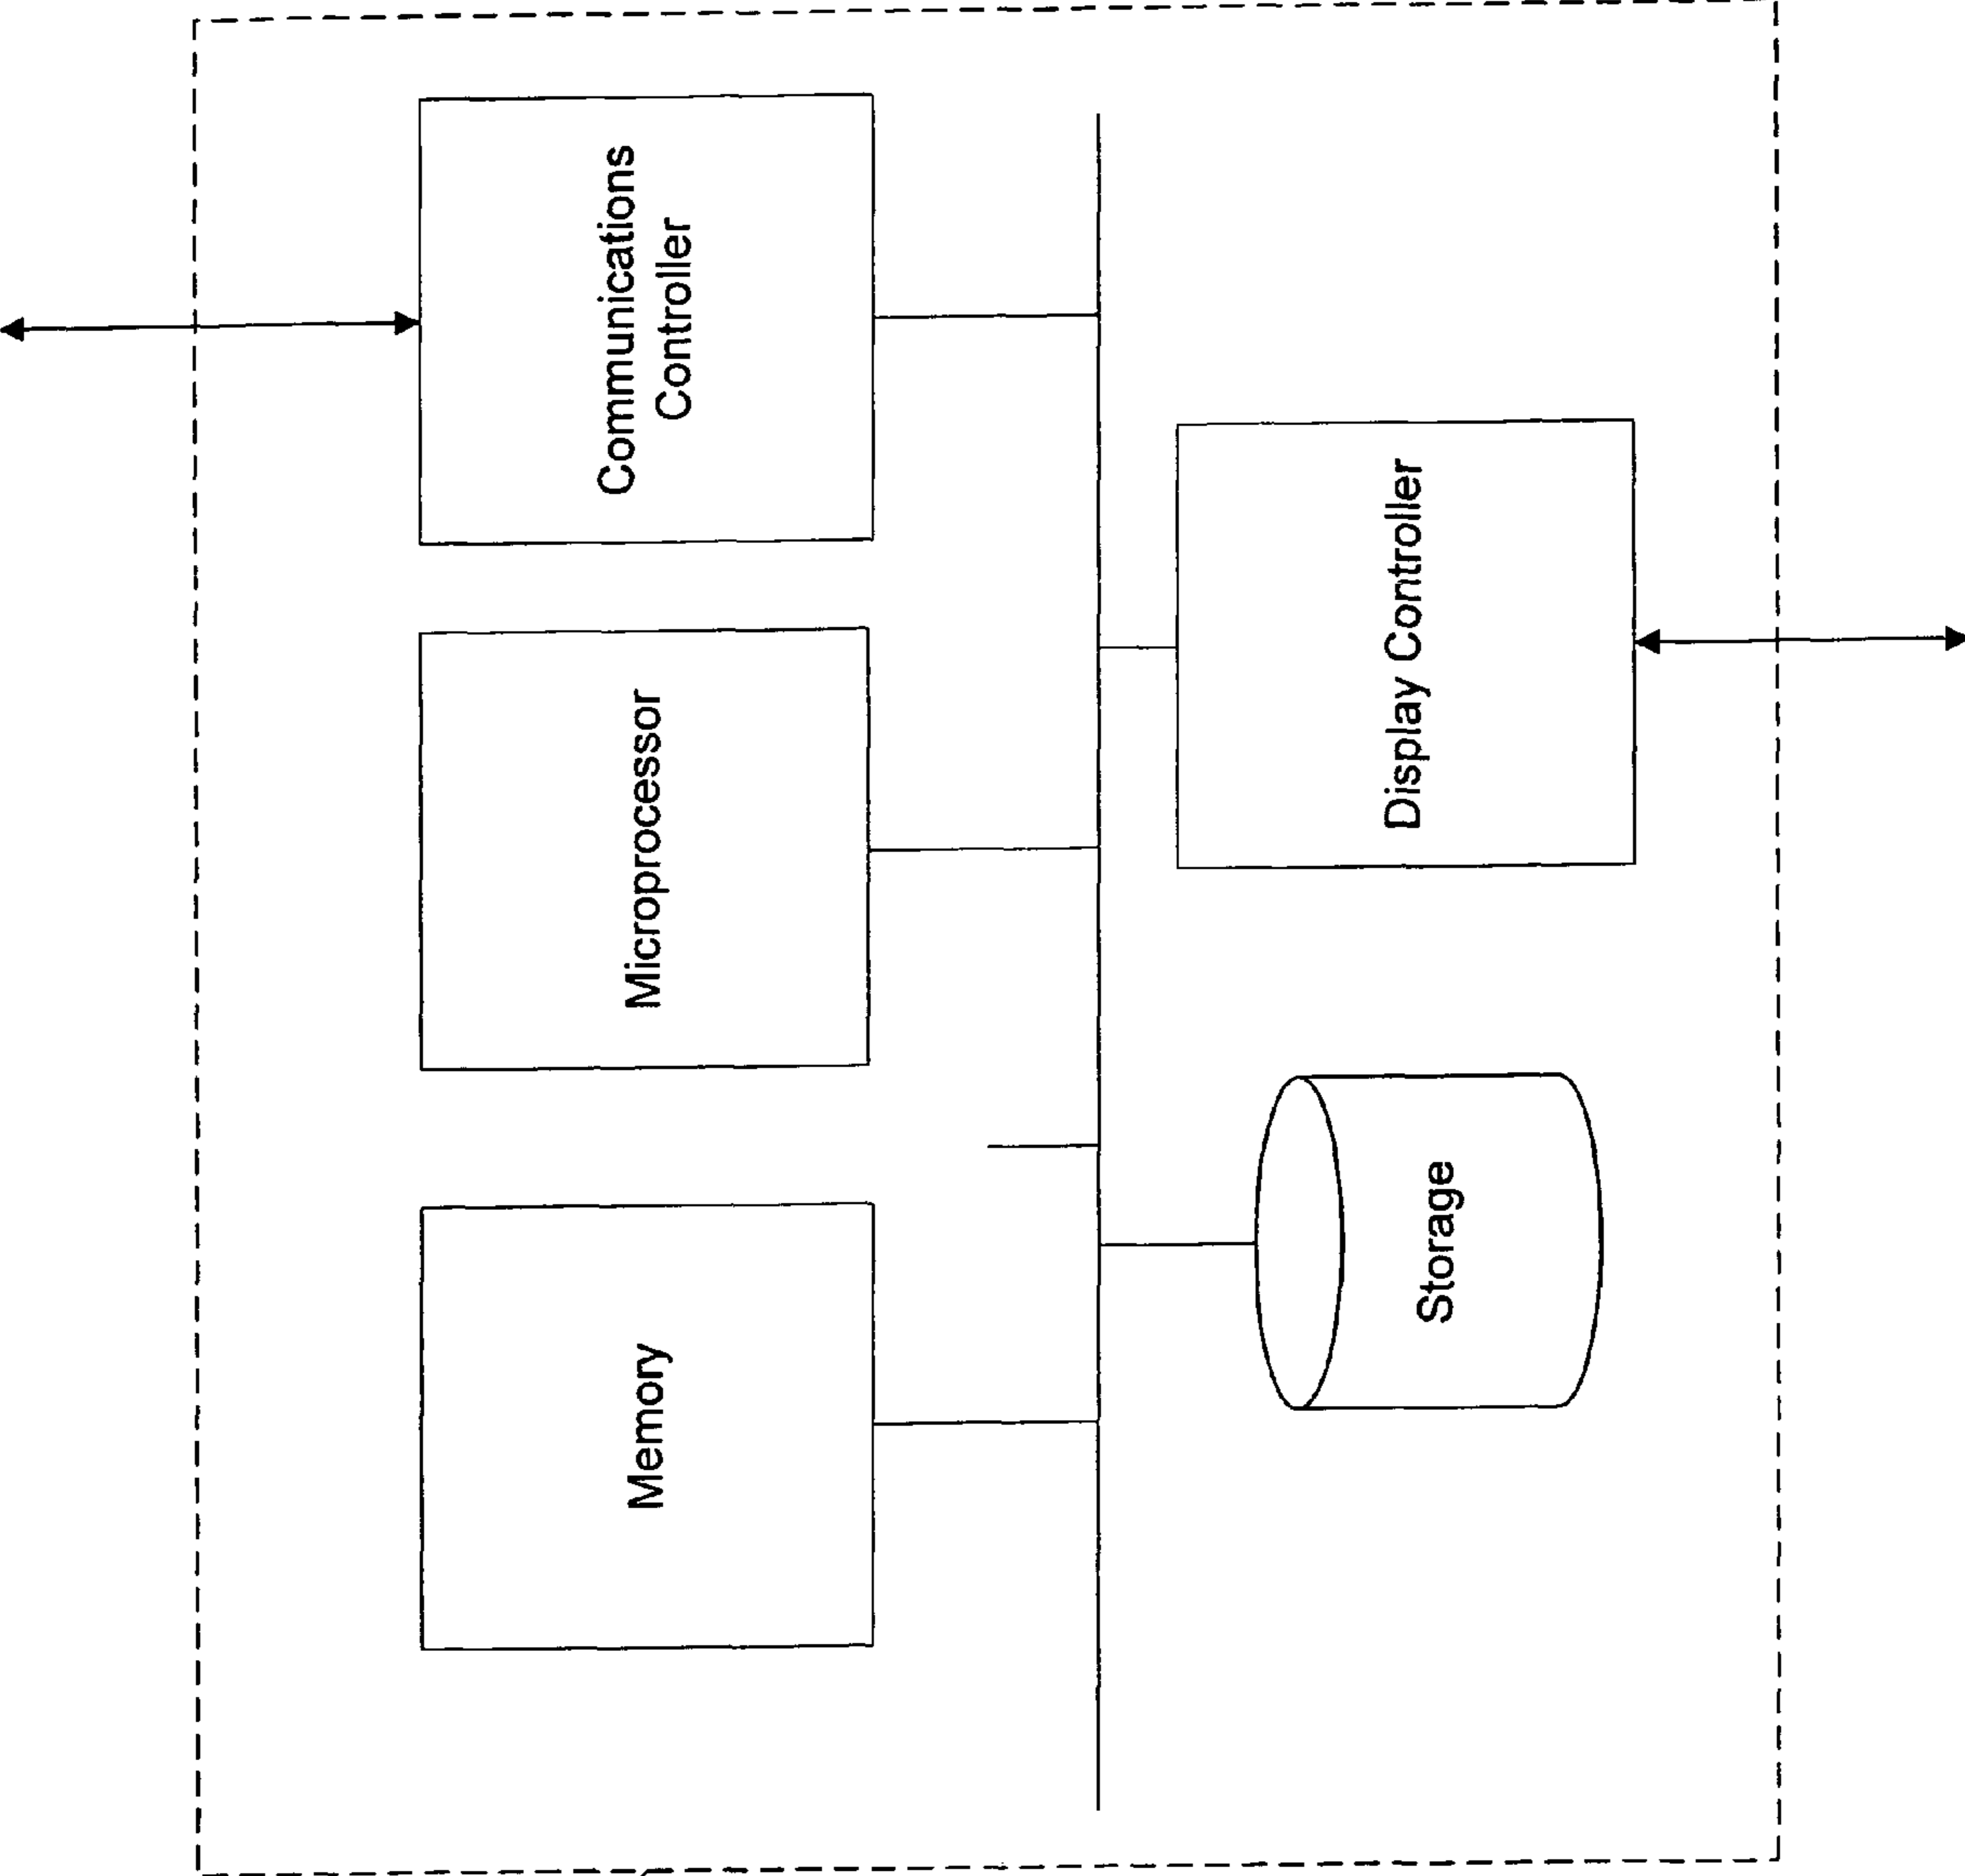 Memory
Microprocessor
Communications
Controller
Storage
Display Controller